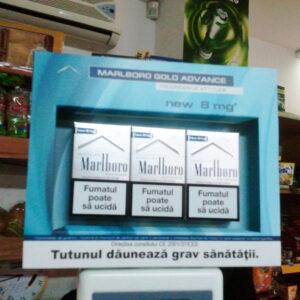 MARLBORO GOLD ADVANCE
new 8 mg*
Marlboro
Fumatul
poate
să ucidă
Marlboro
Fumatul
poate
să ucidă
Marlboro
Fumatul
poate
să ucidă
Tutunul dăunează grav sănătăţii.